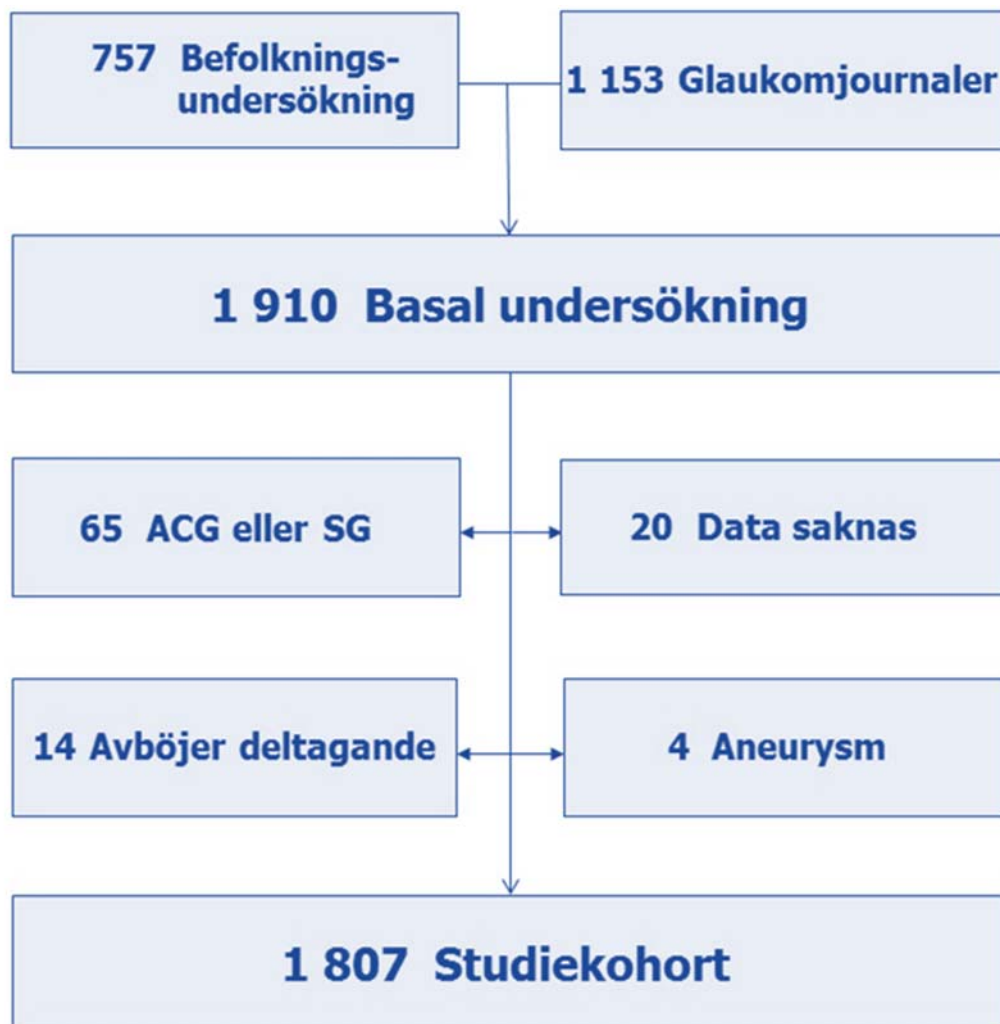 757 Befolknings-
undersökning
1 153 Glaukomjournaler
1 910 Basal undersökning
65 ACG eller SG
20 Data saknas
14 Avböjer deltagande
4 Aneurysm
1 807 Studiekohort